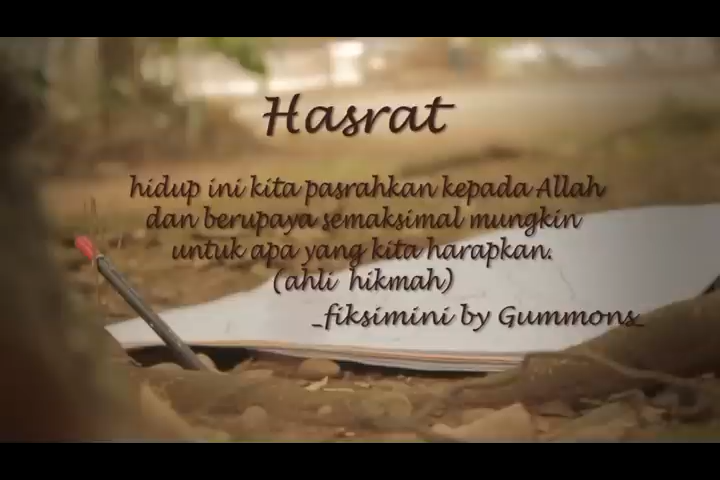 Hasrat
hidup ini kita pasrahkan kepada Allah
dan berupaya semaksimal mungkin
untuk apa yang kita harapkan.
(ahli hikmah)
_fiksimini by Gummons_